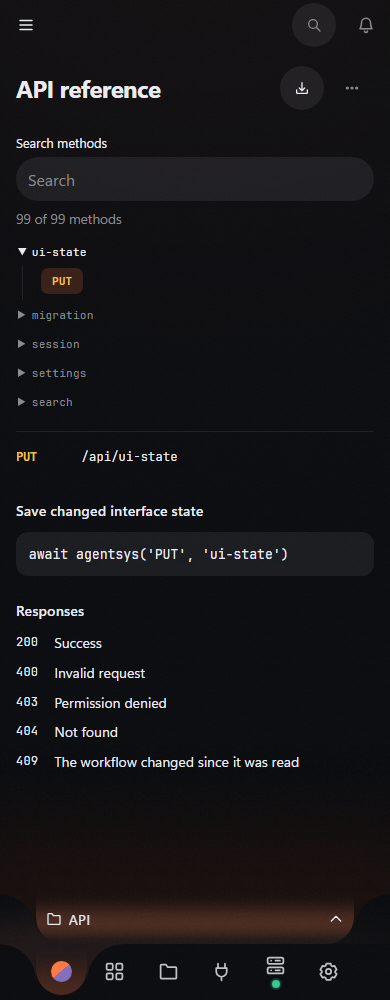 API reference
Search methods
Search
99 of 99 methods
ui-state
PUT
migration
session
settings
search
PUT /api/ui-state
Save changed interface state
await agentsys('PUT', 'ui-state')
Responses
200 Success
400 Invalid request
403 Permission denied
404 Not found
409 The workflow changed since it was read
API